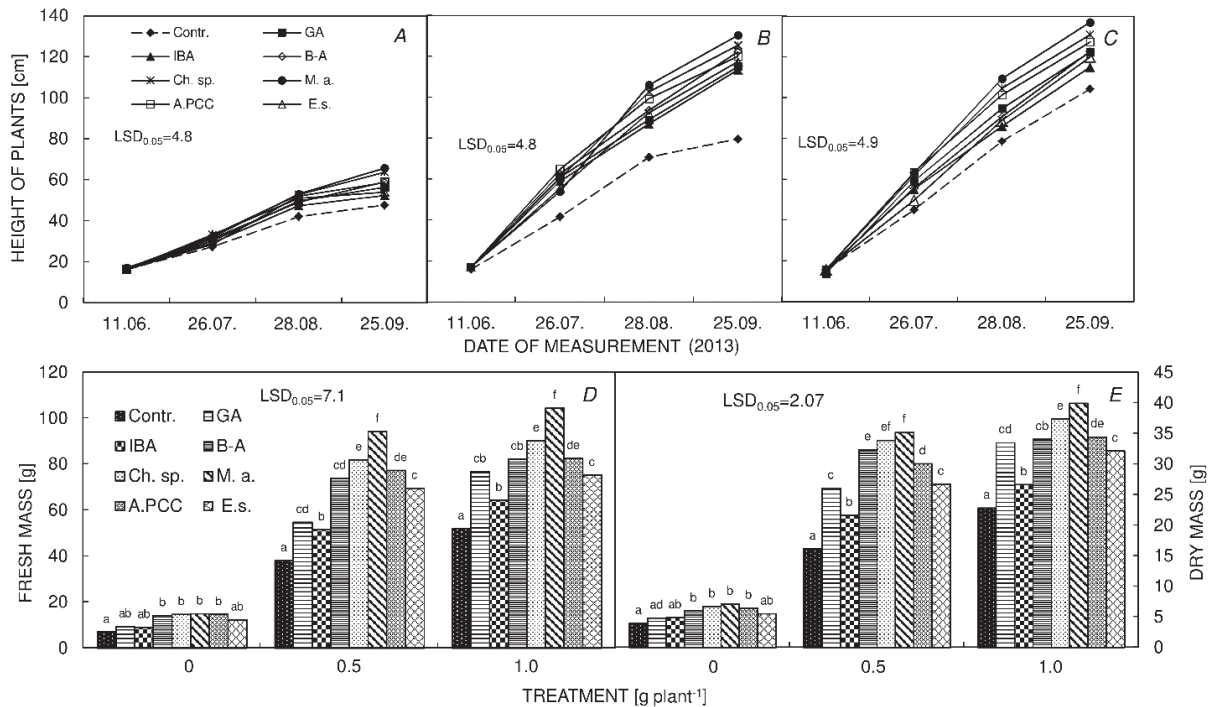 HEIGHT OF PLANTS [cm]
140
120
100
80
60
40
20
0
Contr. GA
IBA B-A
Ch. sp. M. a.
A.PCC E.s.
LSD0.05=4.8
A
LSD0.05=4.8
B
LSD0.05=4.9
C
11.06. 26.07. 28.08. 25.09. 11.06. 26.07. 28.08. 25.09. 11.06. 26.07. 28.08. 25.09.
DATE OF MEASUREMENT (2013)
FRESH MASS [g]
120
100
80
60
40
20
0
LSD0.05=7.1
D
Contr. GA
IBA B-A
Ch. sp. M. a.
A.PCC E.s.
a ab ab b b b b ab
a cd b cd e f de c
a cb b cb e f de c
LSD0.05=2.07
E
a ad ab b b b b ab
a e b e ef f d c
a cd b cb ef f de c
45
40
35
30
25
20
15
10
5
0
DRY MASS [g]
0 0.5 1.0 0 0.5 1.0
TREATMENT [g plant-1]